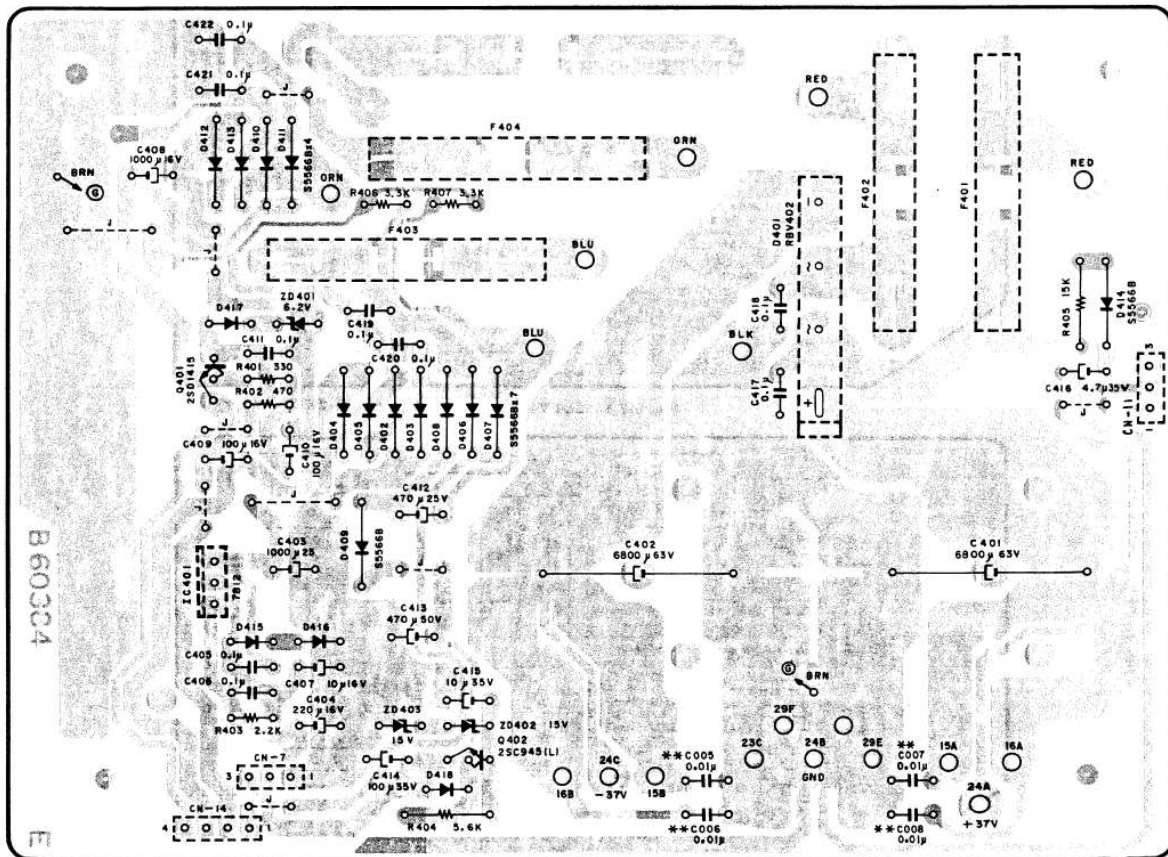 C422 0.1µ
C421 0.1µ
J
RED
F404
ORN
C408
1000µ16V
D412
D413
D410
D411
S5566Bx4
BRN
G
ORN
R406 3.3K
R407 3.3K
RED
F402
F401
D401
RBV402
−
~
~
+
J
J
F403
BLU
D417
ZD401
6.2V
C419
0.1µ
C418
0.1µ
R405 15K
D414
S5566B
C411 0.1µ
C420 0.1µ
BLU
BLK
Q401
2SD1415
R401 330
R402 470
C417
0.1µ
C416 4.7µ35V
J
CN-11
3
1
J
C409 100µ16V
C410
100µ16V
D404
D405
D402
D403
D408
D406
D407
S5566Bx7
J
J
C412
470µ25V
C403
1000µ25
D409
S5566B
J
C402
6800µ63V
C401
6800µ63V
B60334
IC401
7812
C413
470µ50V
D415
D416
C405 0.1µ
C406 0.1µ
C407 10µ16V
C415
10µ35V
G
BRN
C404
220µ16V
R403 2.2K
ZD403
15V
ZD402 15V
Q402
2SC945(L)
29F
CN-7
3
1
C414
100µ35V
D418
16B
24C
-37V
15B
**C005
0.01µ
23C
24B
GND
29E
**
C007
0.01µ
15A
16A
J
CN-14
4
1
R404 5.6K
**C006
0.01µ
**C008
0.01µ
24A
+37V
E